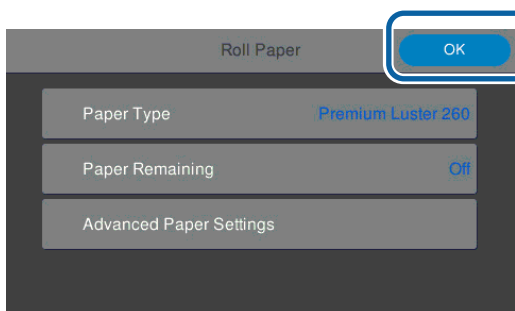 Roll Paper OK
Paper Type Premium Luster 260
Paper Remaining Off
Advanced Paper Settings